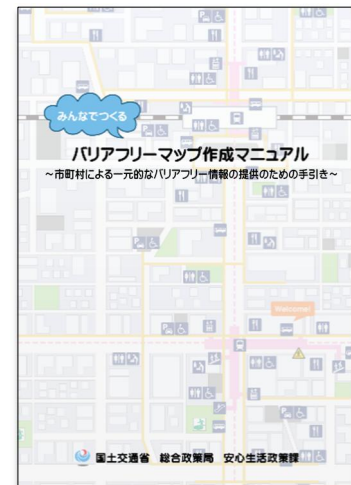 みんなでつくる
バリアフリーマップ作成マニュアル
～市町村による一元的なバリアフリー情報の提供のための手引き～
Welcome!
国土交通省 総合政策局 安心生活政策課